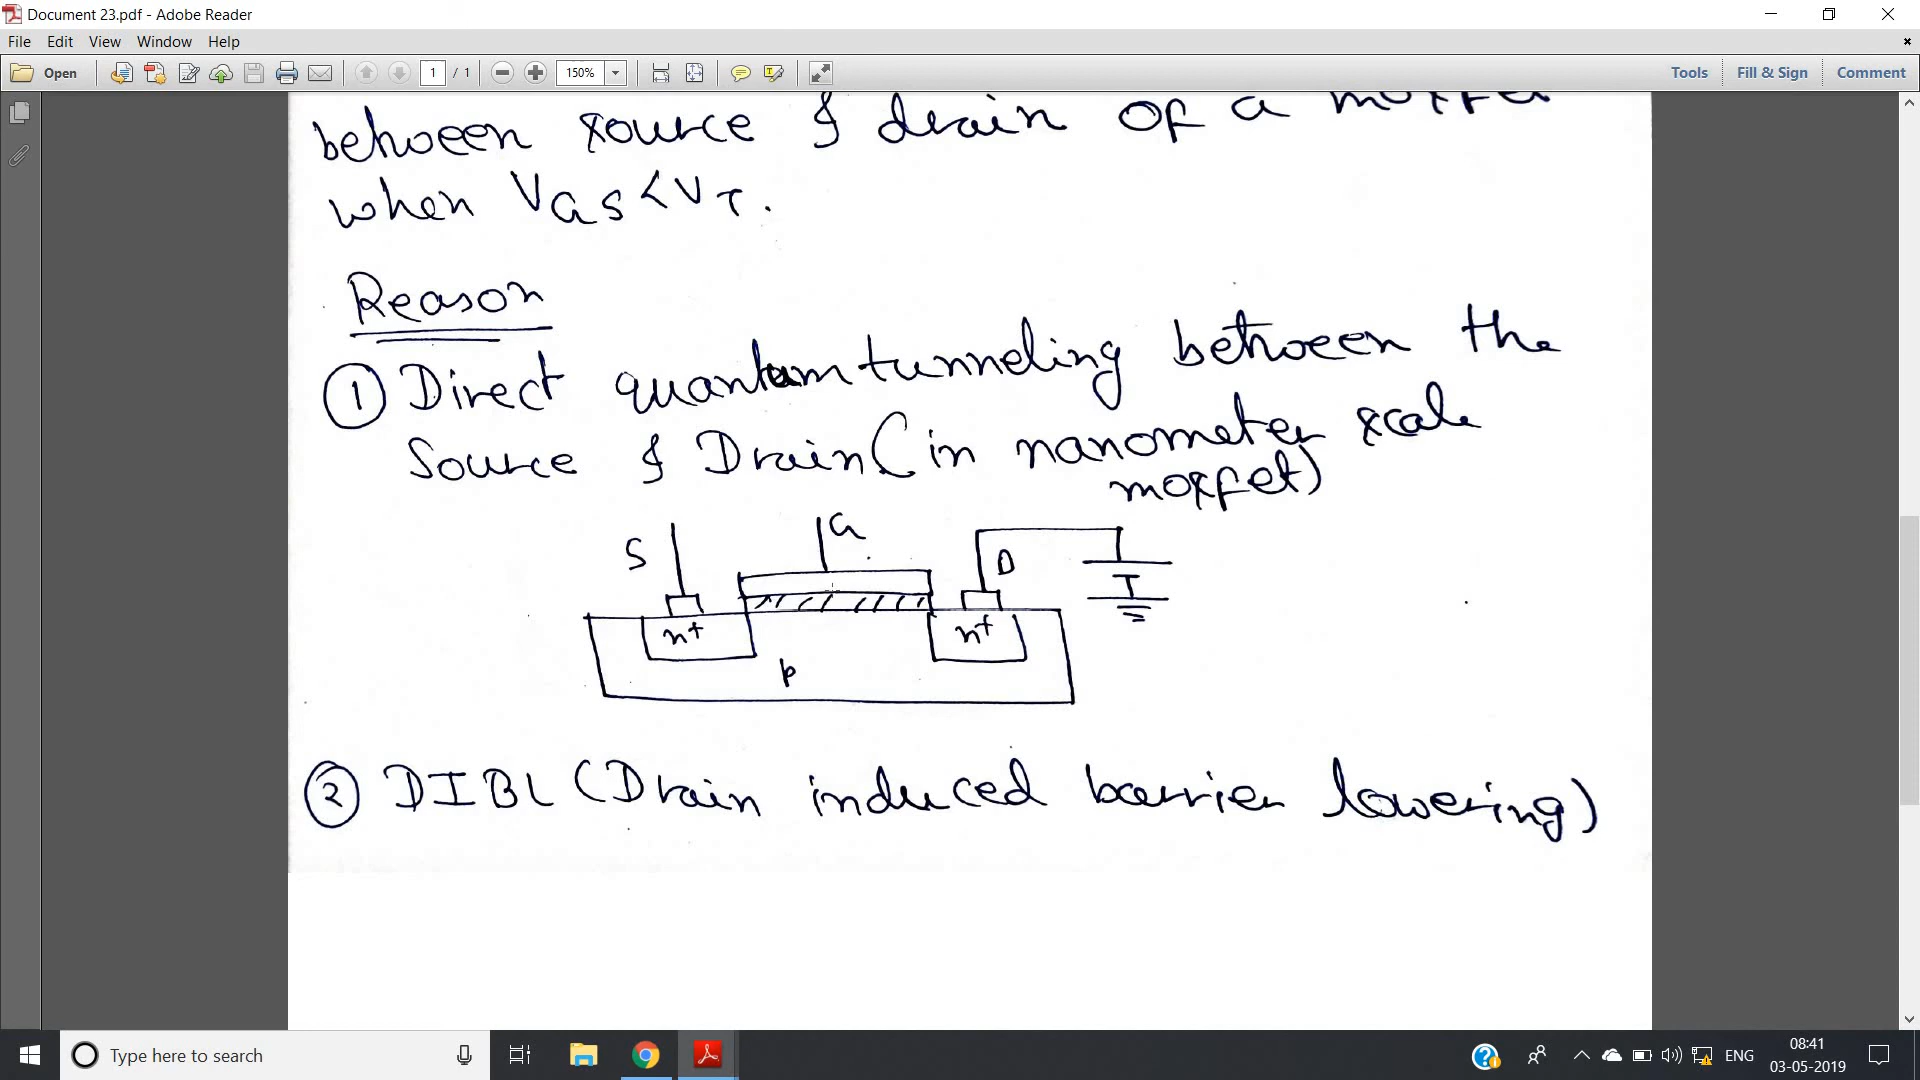 Document 23.pdf - Adobe Reader
File Edit View Window Help
Open 1 / 1 150% Tools Fill & Sign Comment
between source & drain of a mosfet
when VGS<VT.
Reason
① Direct quantum tunneling between the
Source & Drain (in nanometer scale
mosfet)
S G D
n+ n+
p
② DIBL (Drain induced barrier lowering)
Type here to search
ENG
08:41
03-05-2019